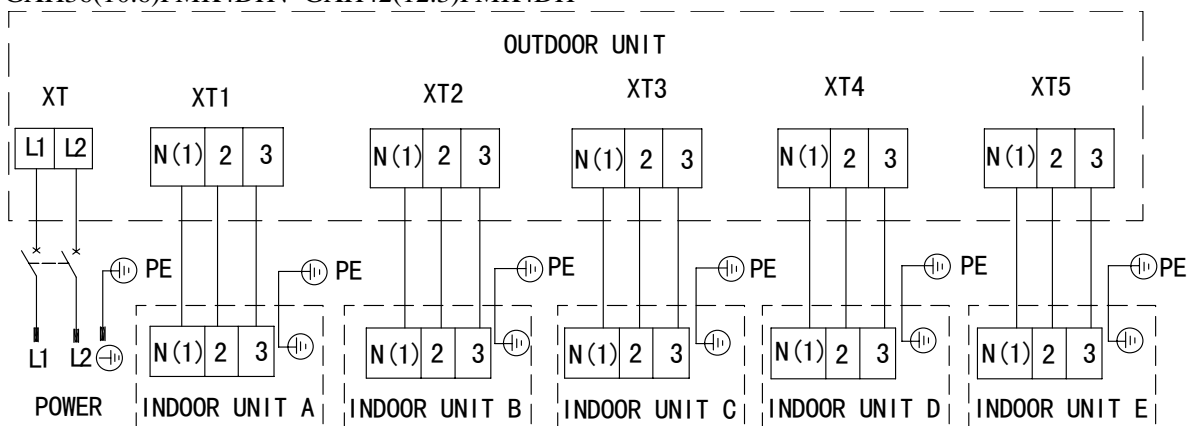 OUTDOOR UNIT
XT XT1 XT2 XT3 XT4 XT5
L1 L2 N(1) 2 3 N(1) 2 3 N(1) 2 3 N(1) 2 3 N(1) 2 3
PE PE PE PE PE PE
L1 L2 N(1) 2 3 N(1) 2 3 N(1) 2 3 N(1) 2 3 N(1) 2 3
POWER INDOOR UNIT A INDOOR UNIT B INDOOR UNIT C INDOOR UNIT D INDOOR UNIT E